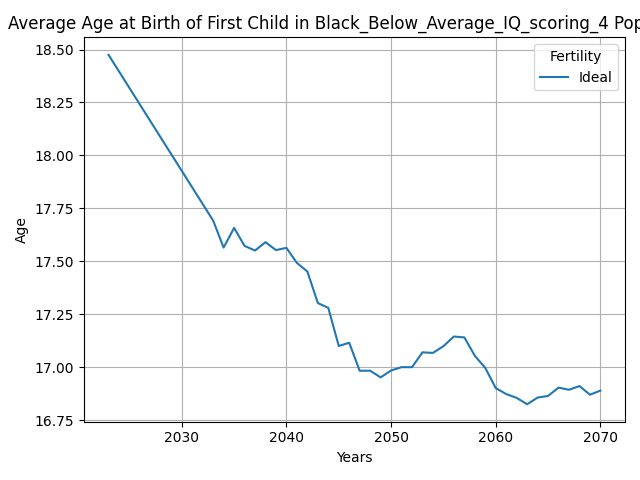 Average Age at Birth of First Child in Black_Below_Average_IQ_scoring_4 Pop
Fertility
Ideal
18.50
18.25
18.00
17.75
17.50
17.25
17.00
16.75
Age
2030 2040 2050 2060 2070
Years